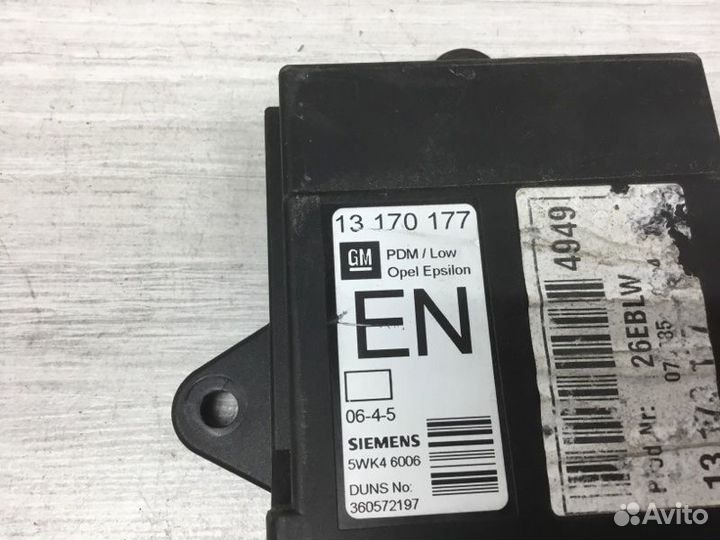 13 170 177
GM
PDM / Low
Opel Epsilon
EN
06-4-5
SIEMENS
5WK4 6006
DUNS No:
360572197
4949
26EBLW
Nr:
Avito